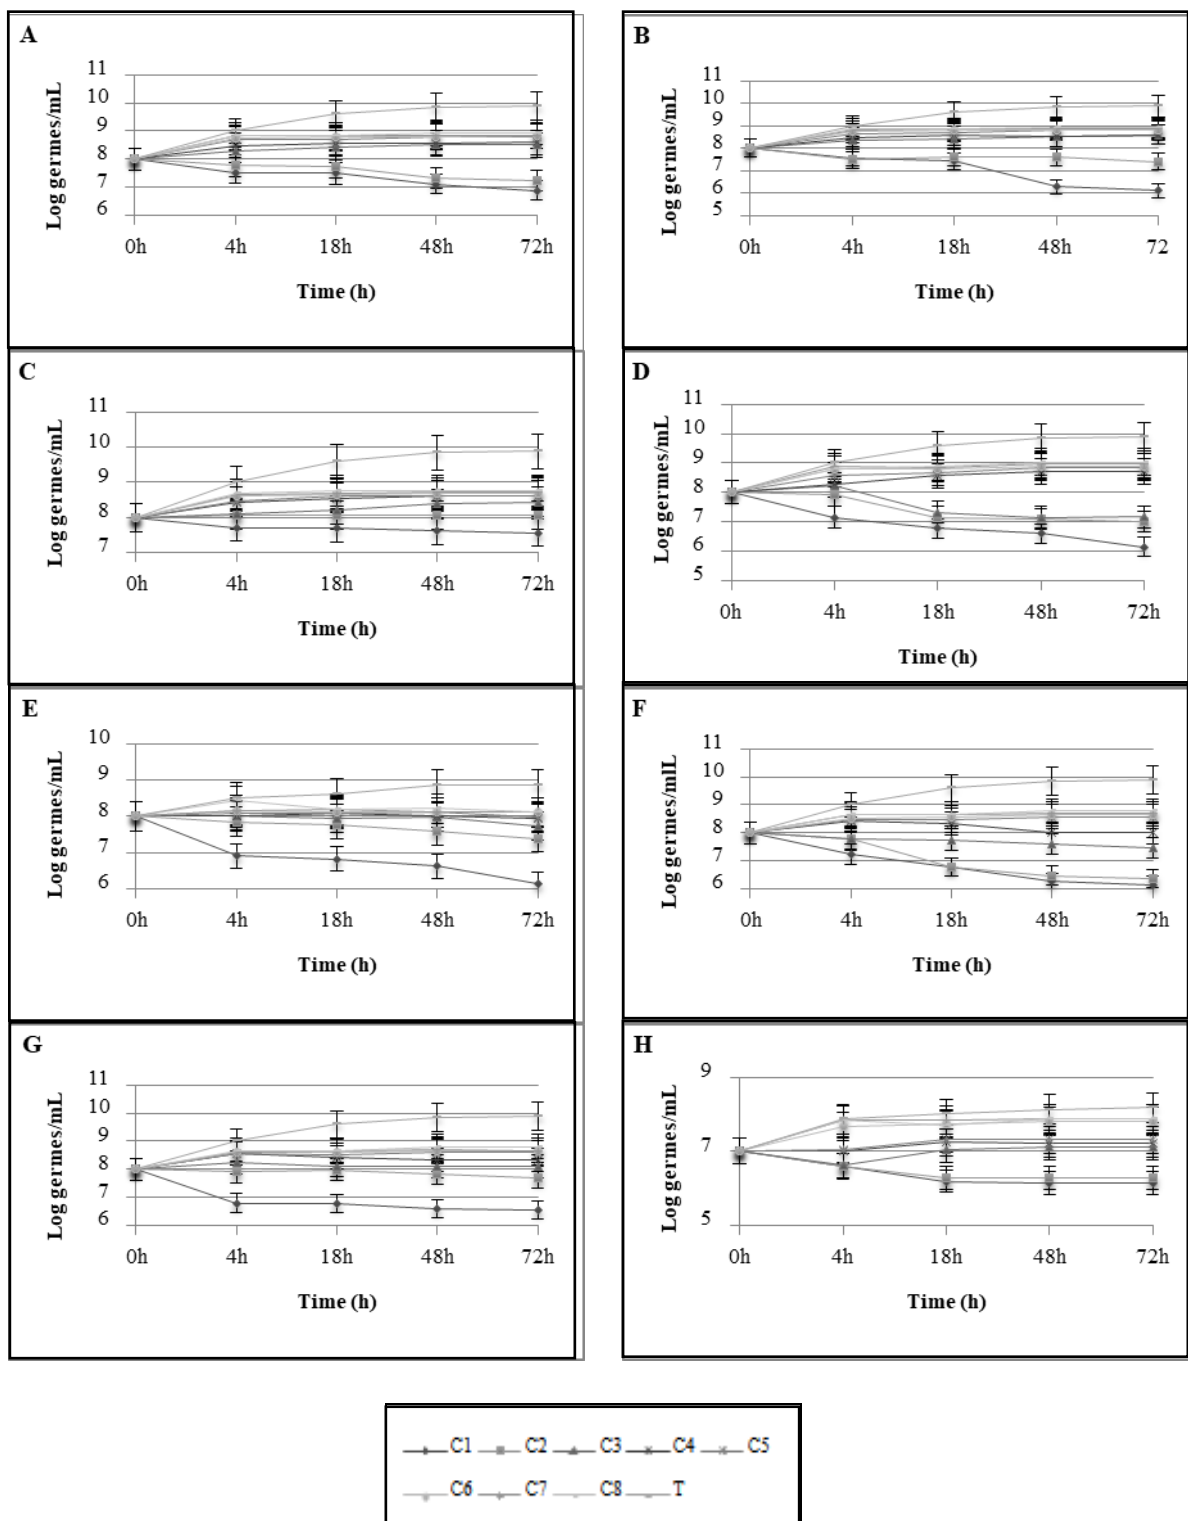 A
Log germes/mL
11
10
9
8
7
6
0h 4h 18h 48h 72h
Time (h)
B
Log germes/mL
11
10
9
8
7
6
5
0h 4h 18h 48h 72
Time (h)
C
Log germes/mL
11
10
9
8
7
0h 4h 18h 48h 72h
Time (h)
D
Log germes/mL
11
10
9
8
7
6
5
0h 4h 18h 48h 72h
Time (h)
E
Log germes/mL
10
9
8
7
6
0h 4h 18h 48h 72h
Time (h)
F
Log germes/mlL
11
10
9
8
7
6
0h 4h 18h 48h 72h
Time (h)
G
Log germes/mL
11
10
9
8
7
6
0h 4h 18h 48h 72h
Time (h)
H
Log germes/mL
9
7
5
0h 4h 18h 48h 72h
Time (h)
C1 C2 C3 C4 C5
C6 C7 C8 T